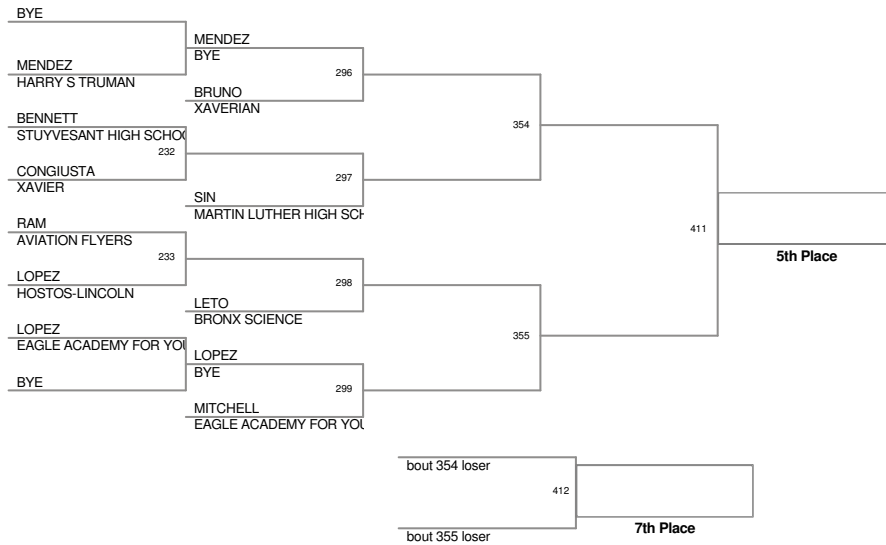 BYE
MENDEZ
BYE
MENDEZ
HARRY S TRUMAN
296
BRUNO
XAVERIAN
BENNETT
STUYVESANT HIGH SCHOO
354
232
CONGIUSTA
XAVIER
297
SIN
MARTIN LUTHER HIGH SCH
RAM
AVIATION FLYERS
411
233
5th Place
LOPEZ
HOSTOS-LINCOLN
298
LETO
BRONX SCIENCE
LOPEZ
EAGLE ACADEMY FOR YOU
355
LOPEZ
BYE
BYE
299
MITCHELL
EAGLE ACADEMY FOR YOU
bout 354 loser
412
7th Place
bout 355 loser